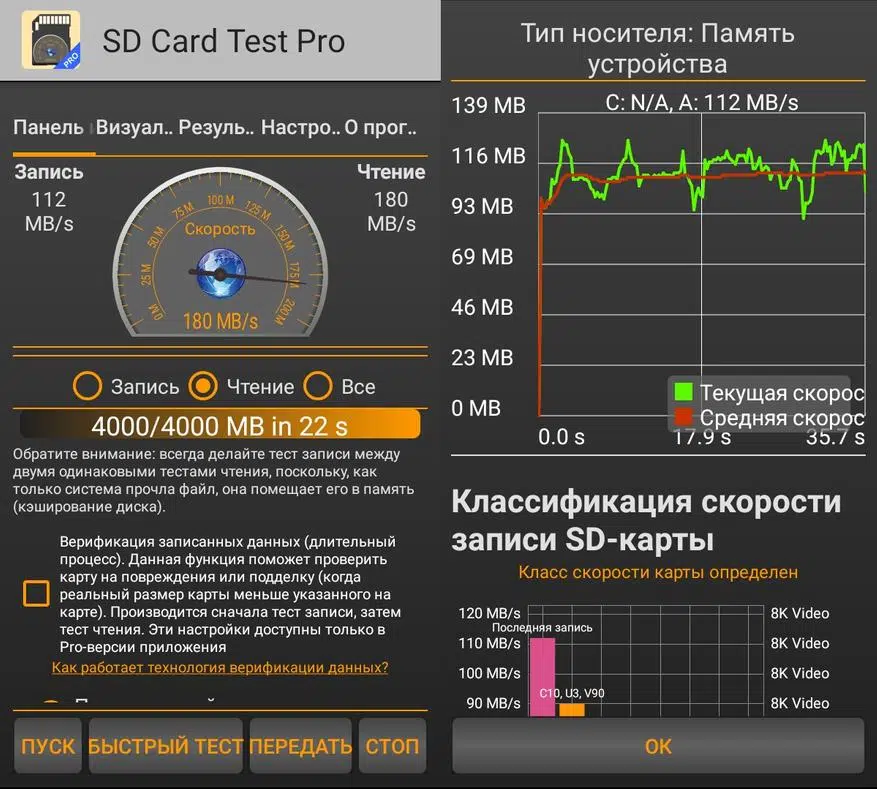 SD Card Test Pro
PRO
Панель Визуал.. Резуль.. Настро.. О прог..
Запись
112
MB/s
Чтение
180
MB/s
0M
25 M
50 M
75 M
100 M
125 M
150 M
175 M
200 M
Скорость
180 MB/s
Запись Чтение Все
4000/4000 MB in 22 s
Обратите внимание: всегда делайте тест записи между
двумя одинаковыми тестами чтения, поскольку, как
только система прочла файл, она помещает его в память
(кэширование диска).
Верификация записанных данных (длительный
процесс). Данная функция поможет проверить
карту на повреждения или подделку (когда
реальный размер карты меньше указанного на
карте). Производится сначала тест записи, затем
тест чтения. Эти настройки доступны только в
Pro-версии приложения
Как работает технология верификации данных?
ПУСК БЫСТРЫЙ ТЕСТ ПЕРЕДАТЬ СТОП
Тип носителя: Память
устройства
C: N/A, A: 112 MB/s
139 MB
116 MB
93 MB
69 MB
46 MB
23 MB
0 MB
Текущая скорос
Средняя скорос
0.0 s 17.9 s 35.7 s
Классификация скорости
записи SD-карты
Класс скорости карты определен
120 MB/s 8K Video
Последняя запись
110 MB/s 8K Video
100 MB/s 8K Video
C10, U3, V90
90 MB/s 8K Video
OK